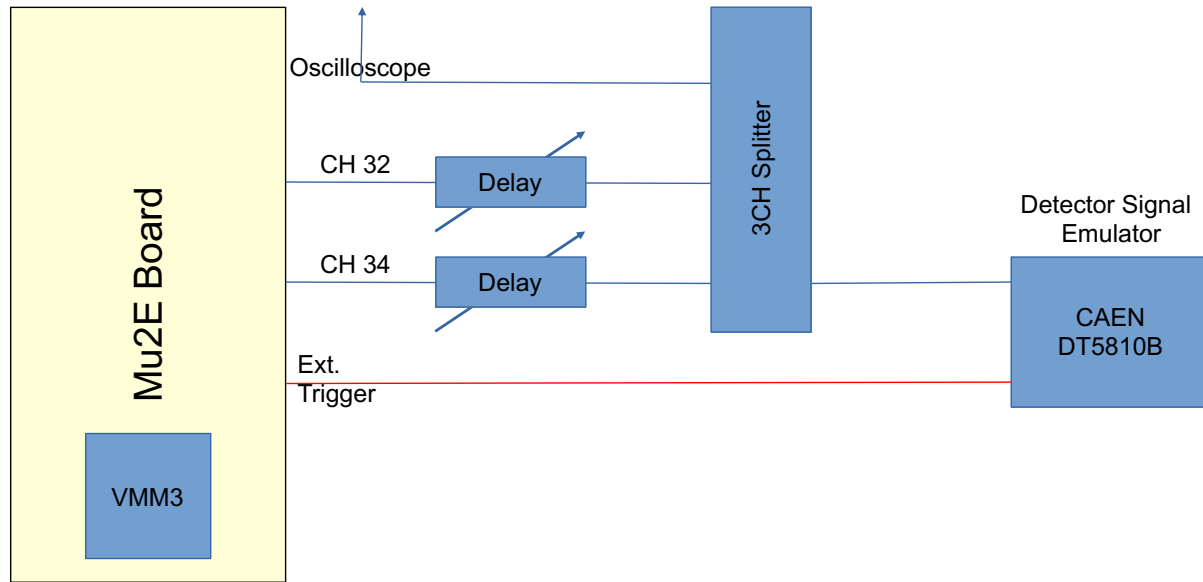 Mu2E Board
VMM3
Oscilloscope
CH 32
Delay
CH 34
Delay
Ext.
Trigger
3CH Splitter
Detector Signal
Emulator
CAEN
DT5810B